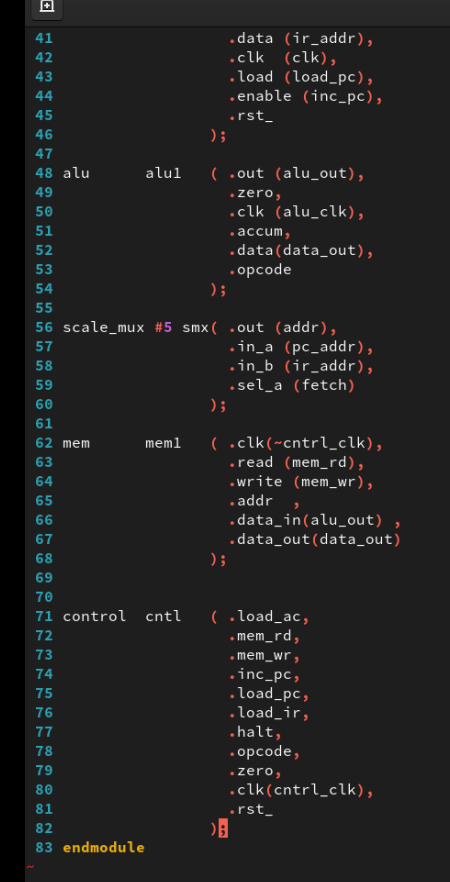 41 .data (ir_addr),
42 .clk  (clk),
43 .load (load_pc),
44 .enable (inc_pc),
45 .rst_
46 );
47
48 alu      alu1   ( .out (alu_out),
49 .zero,
50 .clk (alu_clk),
51 .accum,
52 .data(data_out),
53 .opcode
54 );
55
56 scale_mux #5 smx( .out (addr),
57 .in_a (pc_addr),
58 .in_b (ir_addr),
59 .sel_a (fetch)
60 );
61
62 mem      mem1   ( .clk(~cntrl_clk),
63 .read (mem_rd),
64 .write (mem_wr),
65 .addr  ,
66 .data_in(alu_out) ,
67 .data_out(data_out)
68 );
69
70
71 control  cntl   ( .load_ac,
72 .mem_rd,
73 .mem_wr,
74 .inc_pc,
75 .load_pc,
76 .load_ir,
77 .halt,
78 .opcode,
79 .zero,
80 .clk(cntrl_clk),
81 .rst_
82 );
83 endmodule
~